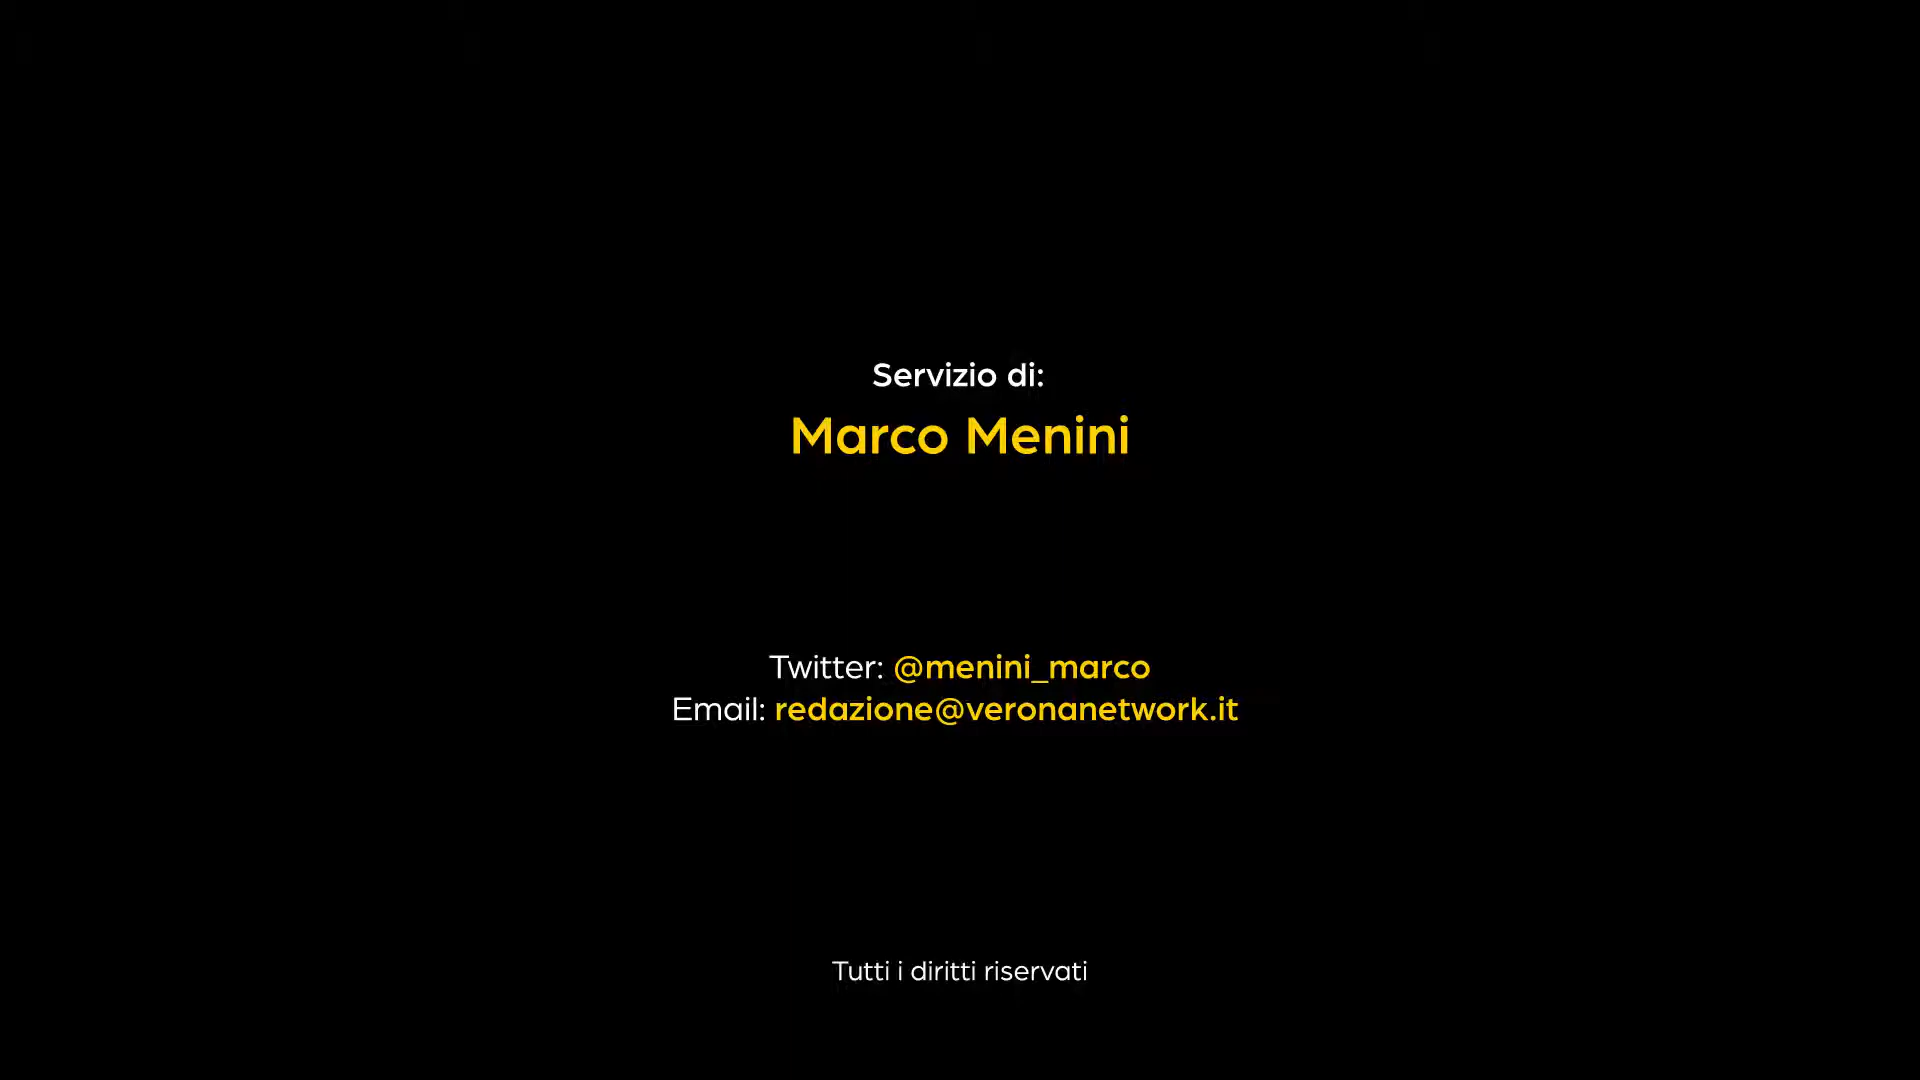 Servizio di:
Marco Menini
Twitter: @menini_marco
Email: redazione@veronanetwork.it
Tutti i diritti riservati